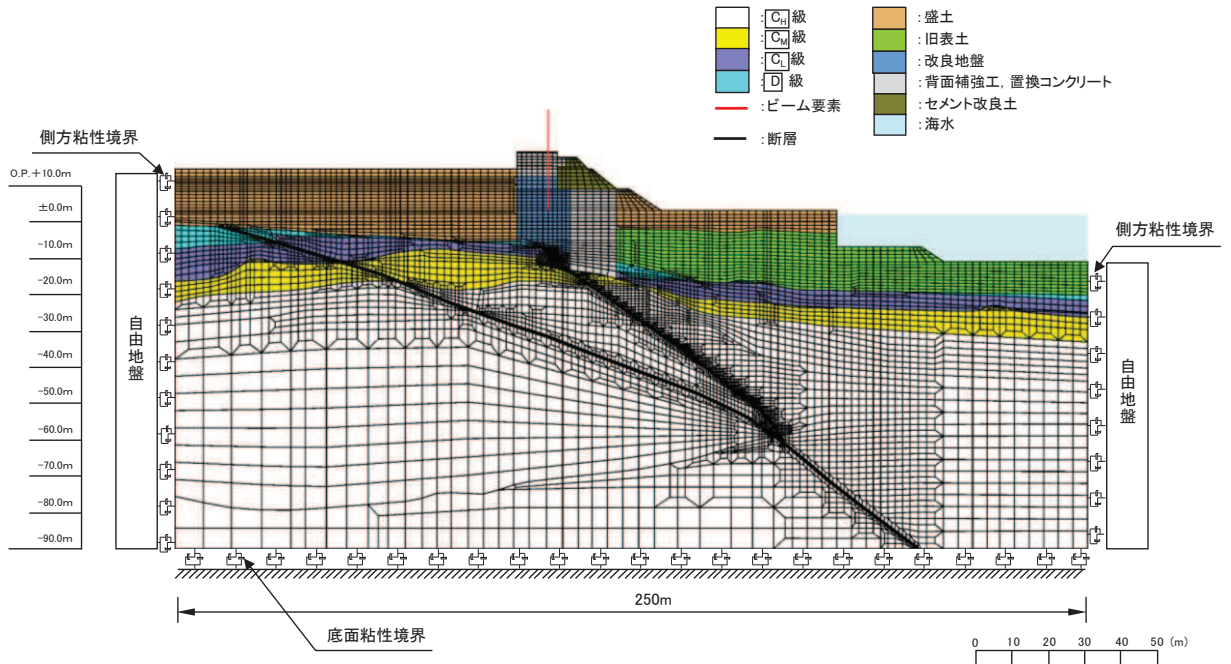 :CH級
:CM級
:CL級
:D 級
:ビーム要素
:断層
:盛土
:旧表土
:改良地盤
:背面補強工, 置換コンクリート
:セメント改良土
:海水
側方粘性境界
O.P.+10.0m
±0.0m
-10.0m
-20.0m
-30.0m
-40.0m
-50.0m
-60.0m
-70.0m
-80.0m
-90.0m
自由地盤
側方粘性境界
自由地盤
250m
底面粘性境界
0 10 20 30 40 50 (m)